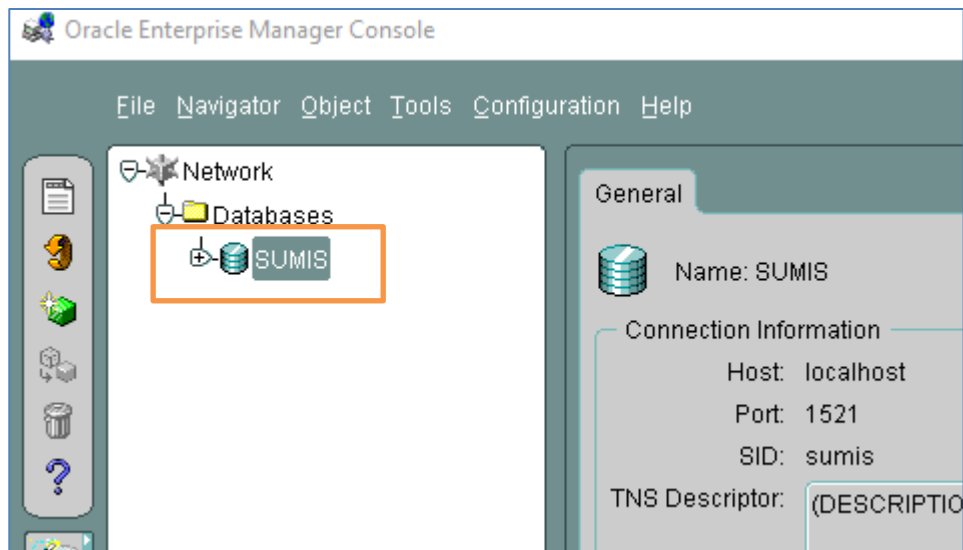 Oracle Enterprise Manager Console
File Navigator Object Tools Configuration Help
Network
Databases
SUMIS
General
Name: SUMIS
Connection Information
Host: localhost
Port: 1521
SID: sumis
TNS Descriptor: (DESCRIPTIO